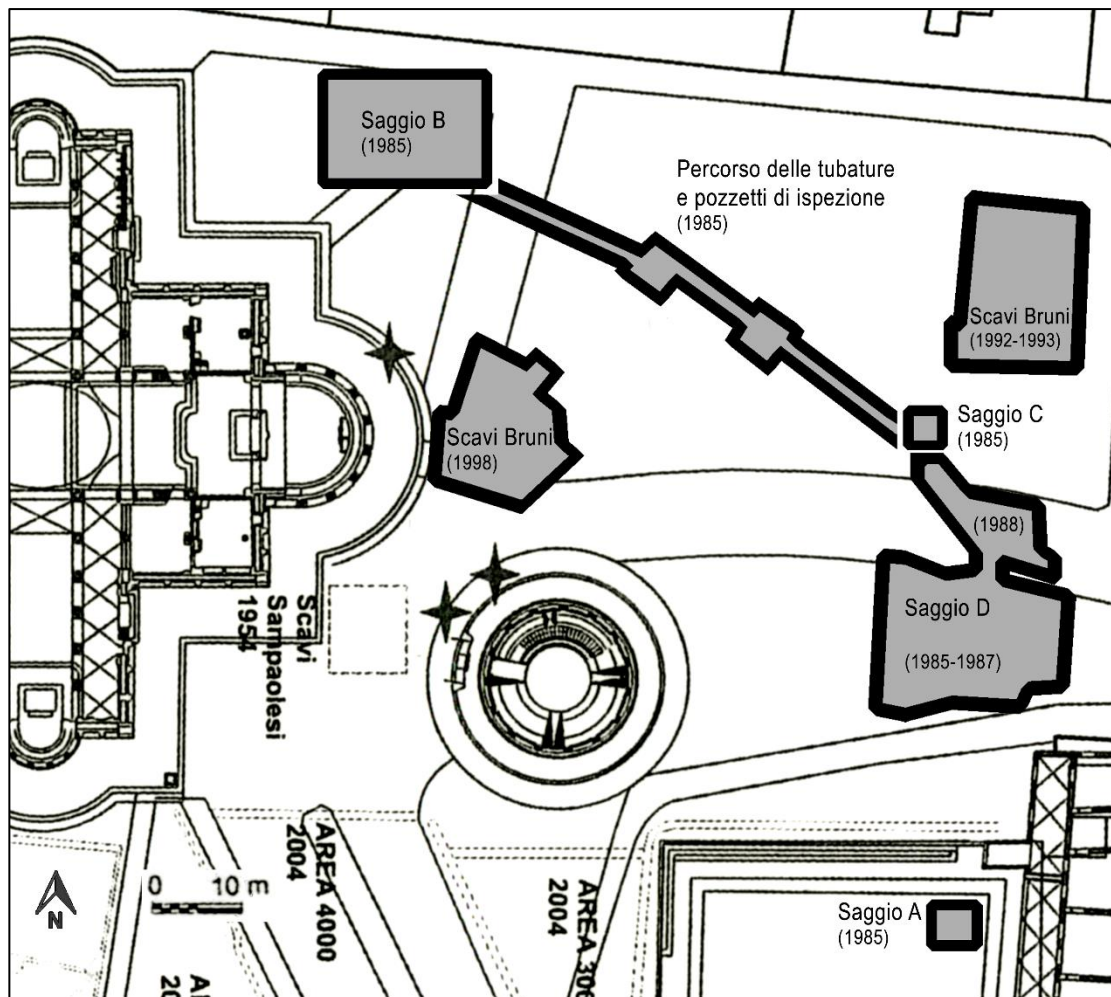 Saggio B
(1985)
Percorso delle tubature
e pozzetti di ispezione
(1985)
Scavi Bruni
(1992-1993)
Saggio C
(1985)
Scavi Bruni
(1998)
(1988)
Saggio D
(1985-1987)
Scavi
Sampaolesi
1954
AREA 4000
2004
AREA 306
2004
0 10 m
N
Saggio A
(1985)